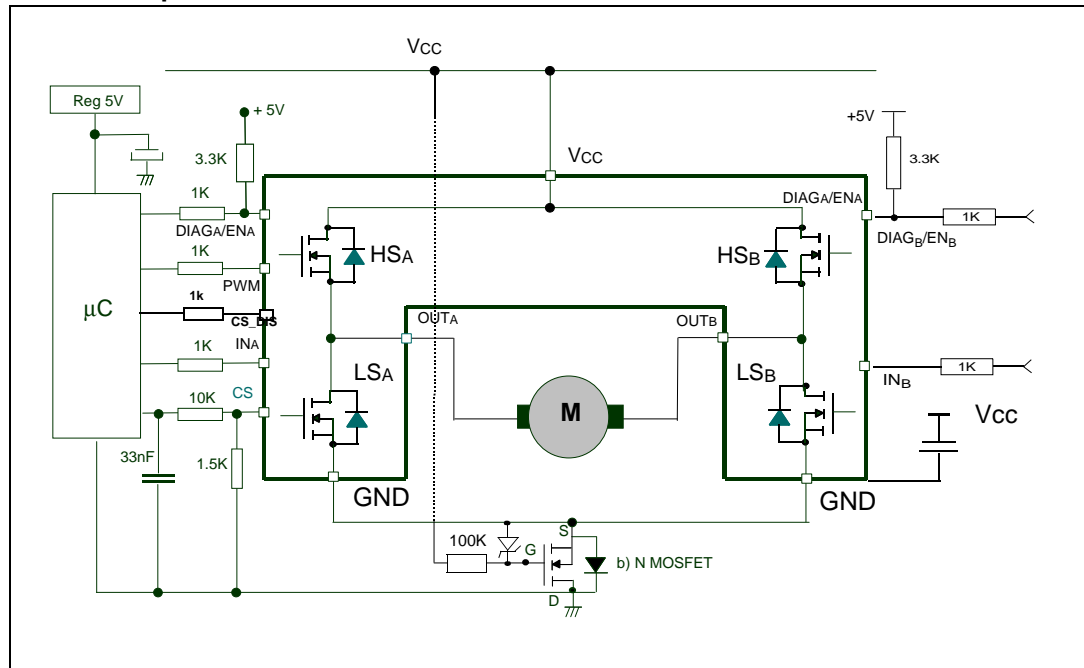 VCC
Reg 5V
+ 5V
+5V
3.3K
3.3K
VCC
1K
DIAGA/ENA
DIAGA/ENA
1K
DIAGB/ENB
HSA
HSB
1K
PWM
µC
1k
CS_DIS
OUTA
OUTB
INA
1K
INB
1K
LSA
LSB
CS
10K
M
VCC
33nF
1.5K
GND
GND
100K
G
S
D
b) N MOSFET